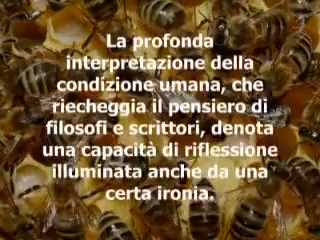 La profonda
interpretazione della
condizione umana, che
riecheggia il pensiero di
filosofi e scrittori, denota
una capacità di riflessione
illuminata anche da una
certa ironia.